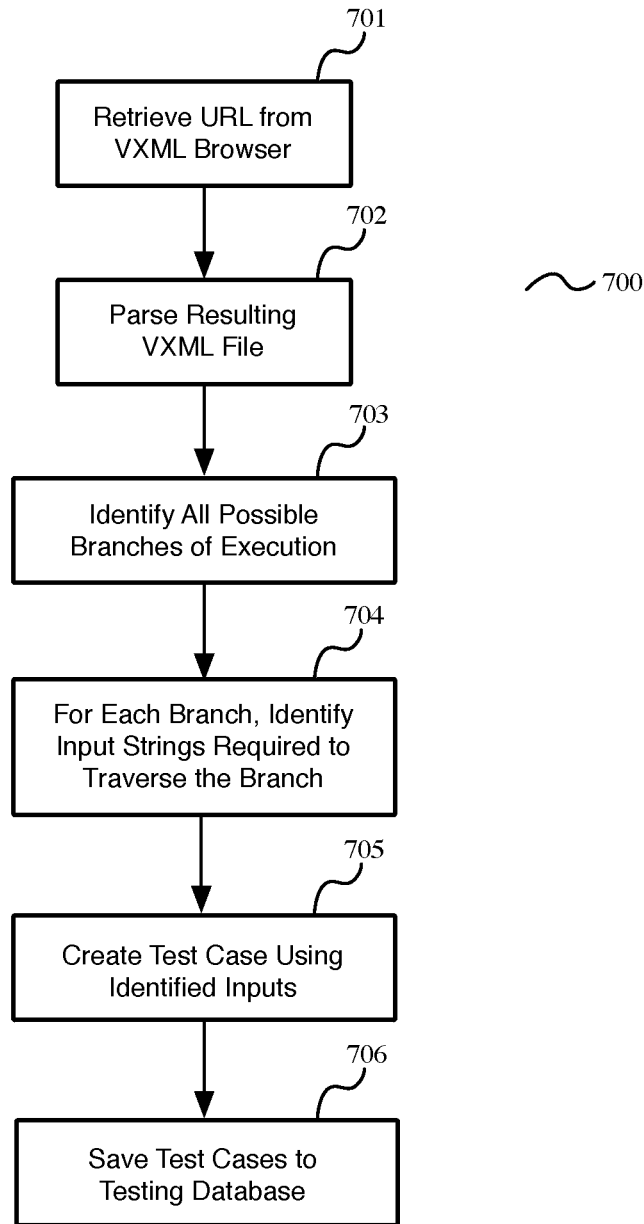 701
Retrieve URL from
VXML Browser
702
700
Parse Resulting
VXML File
703
Identify All Possible
Branches of Execution
704
For Each Branch, Identify
Input Strings Required to
Traverse the Branch
705
Create Test Case Using
Identified Inputs
706
Save Test Cases to
Testing Database